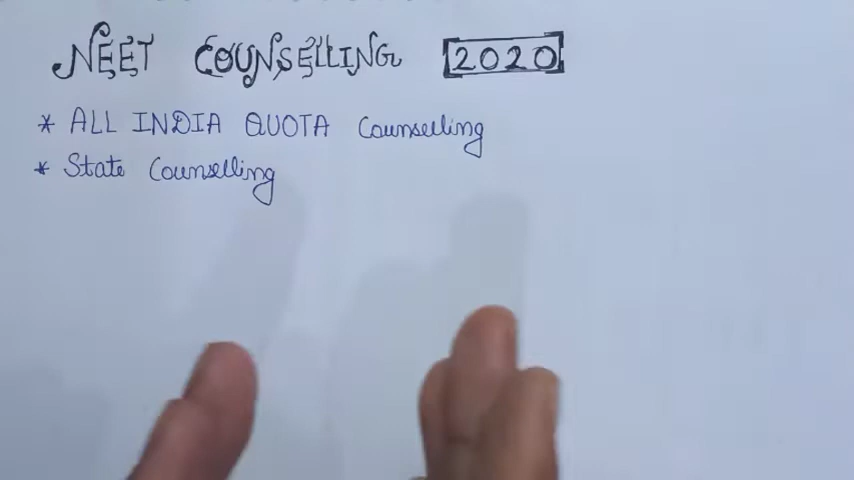 NEET COUNSELLING 2020
* ALL INDIA QUOTA Counselling
* State Counselling